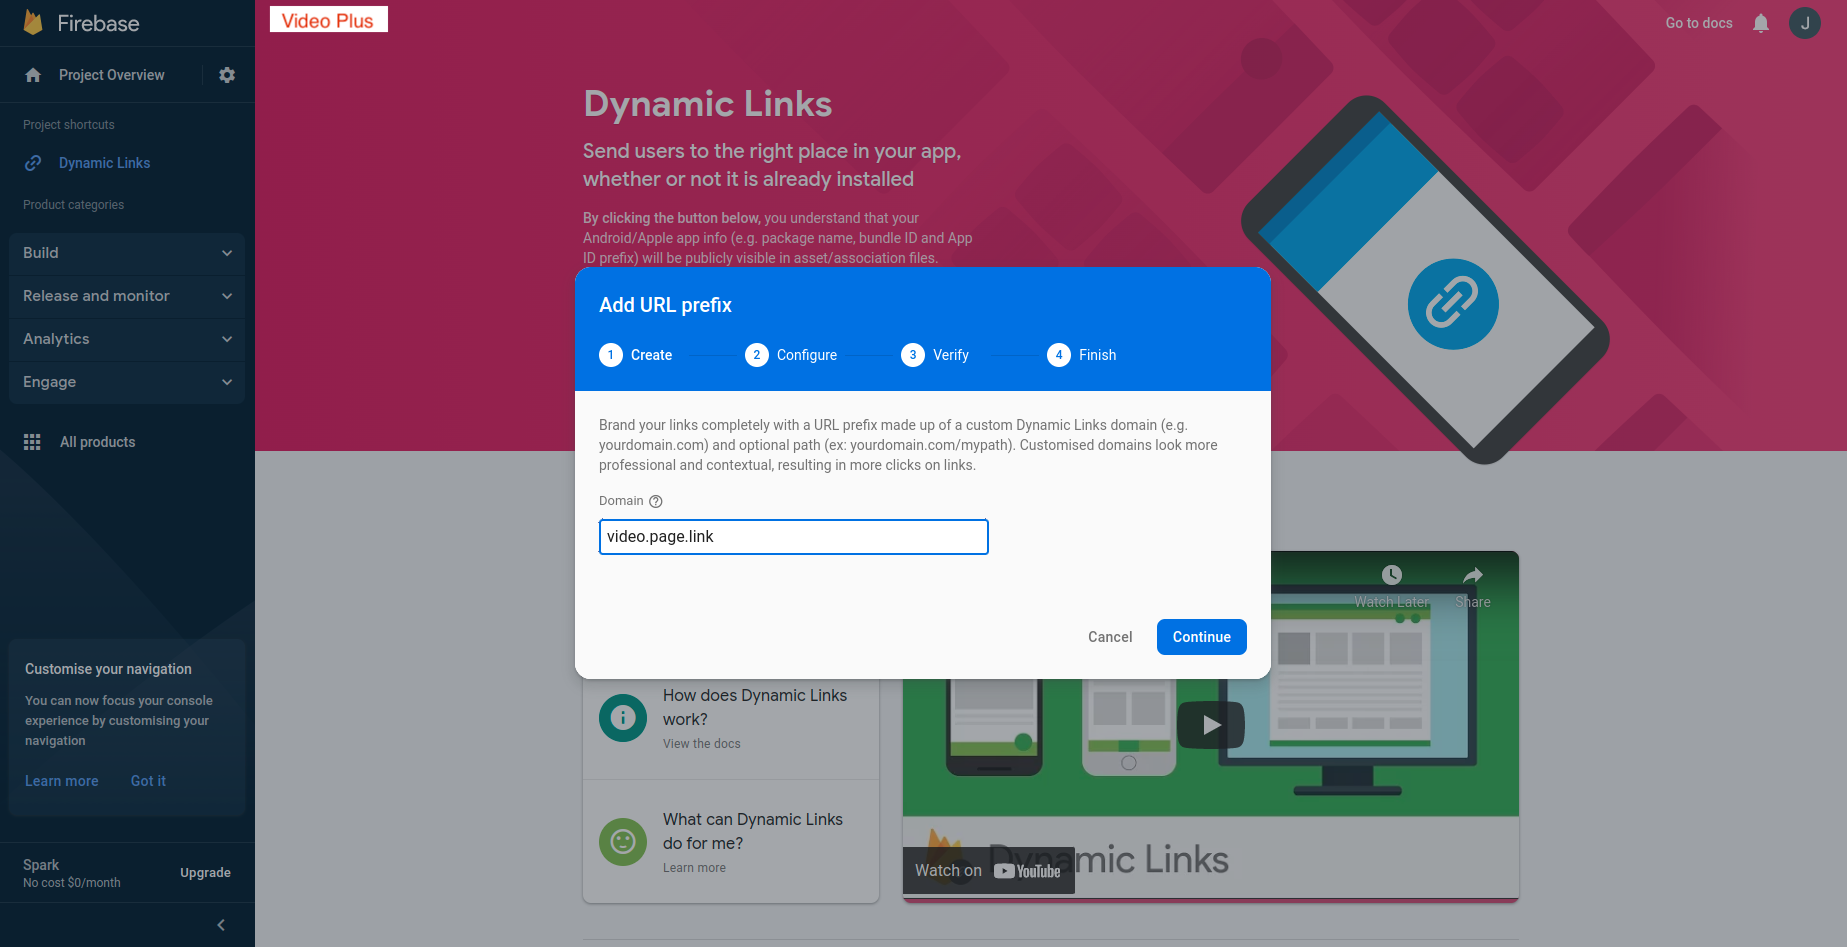 Firebase
Video Plus
Go to docs
J
Project Overview
Project shortcuts
Dynamic Links
Product categories
Build
Release and monitor
Analytics
Engage
All products
Customise your navigation
You can now focus your console
experience by customising your
navigation
Learn more
Got it
Spark
No cost $0/month
Upgrade
Dynamic Links
Send users to the right place in your app,
whether or not it is already installed
By clicking the button below, you understand that your
Android/Apple app info (e.g. package name, bundle ID and App
ID prefix) will be publicly visible in asset/association files.
Add URL prefix
1 Create
2 Configure
3 Verify
4 Finish
Brand your links completely with a URL prefix made up of a custom Dynamic Links domain (e.g.
yourdomain.com) and optional path (ex: yourdomain.com/mypath). Customised domains look more
professional and contextual, resulting in more clicks on links.
Domain
video.page.link
Cancel
Continue
How does Dynamic Links
work?
View the docs
What can Dynamic Links
do for me?
Learn more
Watch Later
Share
Dynamic Links
Watch on YouTube